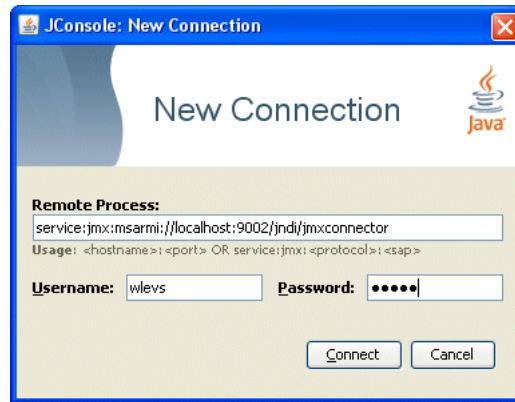 JConsole: New Connection
New Connection
Java
Remote Process:
service:jmx:msarmi://localhost:9002/jndi/jmxconnector
Usage: <hostname>:<port> OR service:jmx:<protocol>:<sap>
Username: wlevs Password: •••••
Connect Cancel